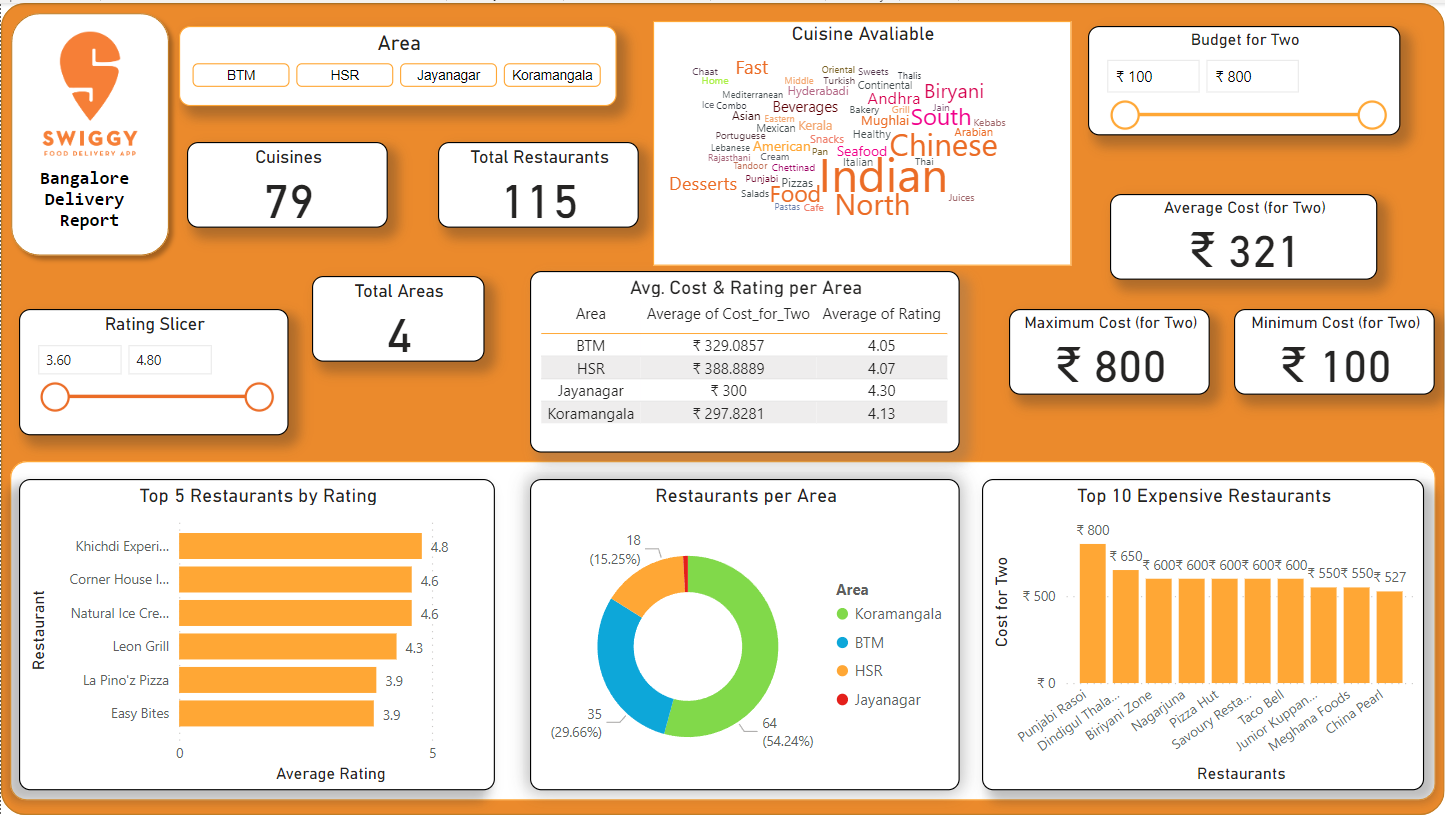 SWIGGY
FOOD DELIVERY APP
Bangalore
Delivery
Report
Area
BTM
HSR
Jayanagar
Koramangala
Cuisines
79
Total Restaurants
115
Cuisine Avaliable
Chaat
Fast
Oriental
Sweets
Thalis
Home
Middle
Turkish
Continental
Mediterranean
Hyderabadi
Andhra
Biryani
Ice
Combo
Beverages
Bakery
Grill
Jain
Asian
Eastern
Mughlai
South
Kebabs
Mexican
Kerala
Healthy
Arabian
Portuguese
Snacks
Lebanese
American
Pan
Seafood
Chinese
Rajasthani
Cream
Italian
Thai
Tandoor
Chettinad
Indian
Desserts
Punjabi
Pizzas
Salads
Food
North
Juices
Pastas
Cafe
Budget for Two
₹ 100
₹ 800
Average Cost (for Two)
₹ 321
Rating Slicer
3.60
4.80
Total Areas
4
Avg. Cost & Rating per Area
Area Average of Cost_for_Two Average of Rating
BTM ₹ 329.0857 4.05
HSR ₹ 388.8889 4.07
Jayanagar ₹ 300 4.30
Koramangala ₹ 297.8281 4.13
Maximum Cost (for Two)
₹ 800
Minimum Cost (for Two)
₹ 100
Top 5 Restaurants by Rating
Restaurant
Khichdi Experi... 4.8
Corner House I... 4.6
Natural Ice Cre... 4.6
Leon Grill 4.3
La Pino'z Pizza 3.9
Easy Bites 3.9
0 5
Average Rating
Restaurants per Area
18
(15.25%)
35
(29.66%)
64
(54.24%)
Area
Koramangala
BTM
HSR
Jayanagar
Top 10 Expensive Restaurants
Cost for Two
₹ 500
₹ 0
₹ 800
₹ 650
₹ 600
₹ 600
₹ 600
₹ 600
₹ 600
₹ 550
₹ 550
₹ 527
Punjabi Rasoi
Dindigul Thala...
Biriyani Zone
Nagarjuna
Pizza Hut
Savoury Resta...
Taco Bell
Junior Kuppan...
Meghana Foods
China Pearl
Restaurants